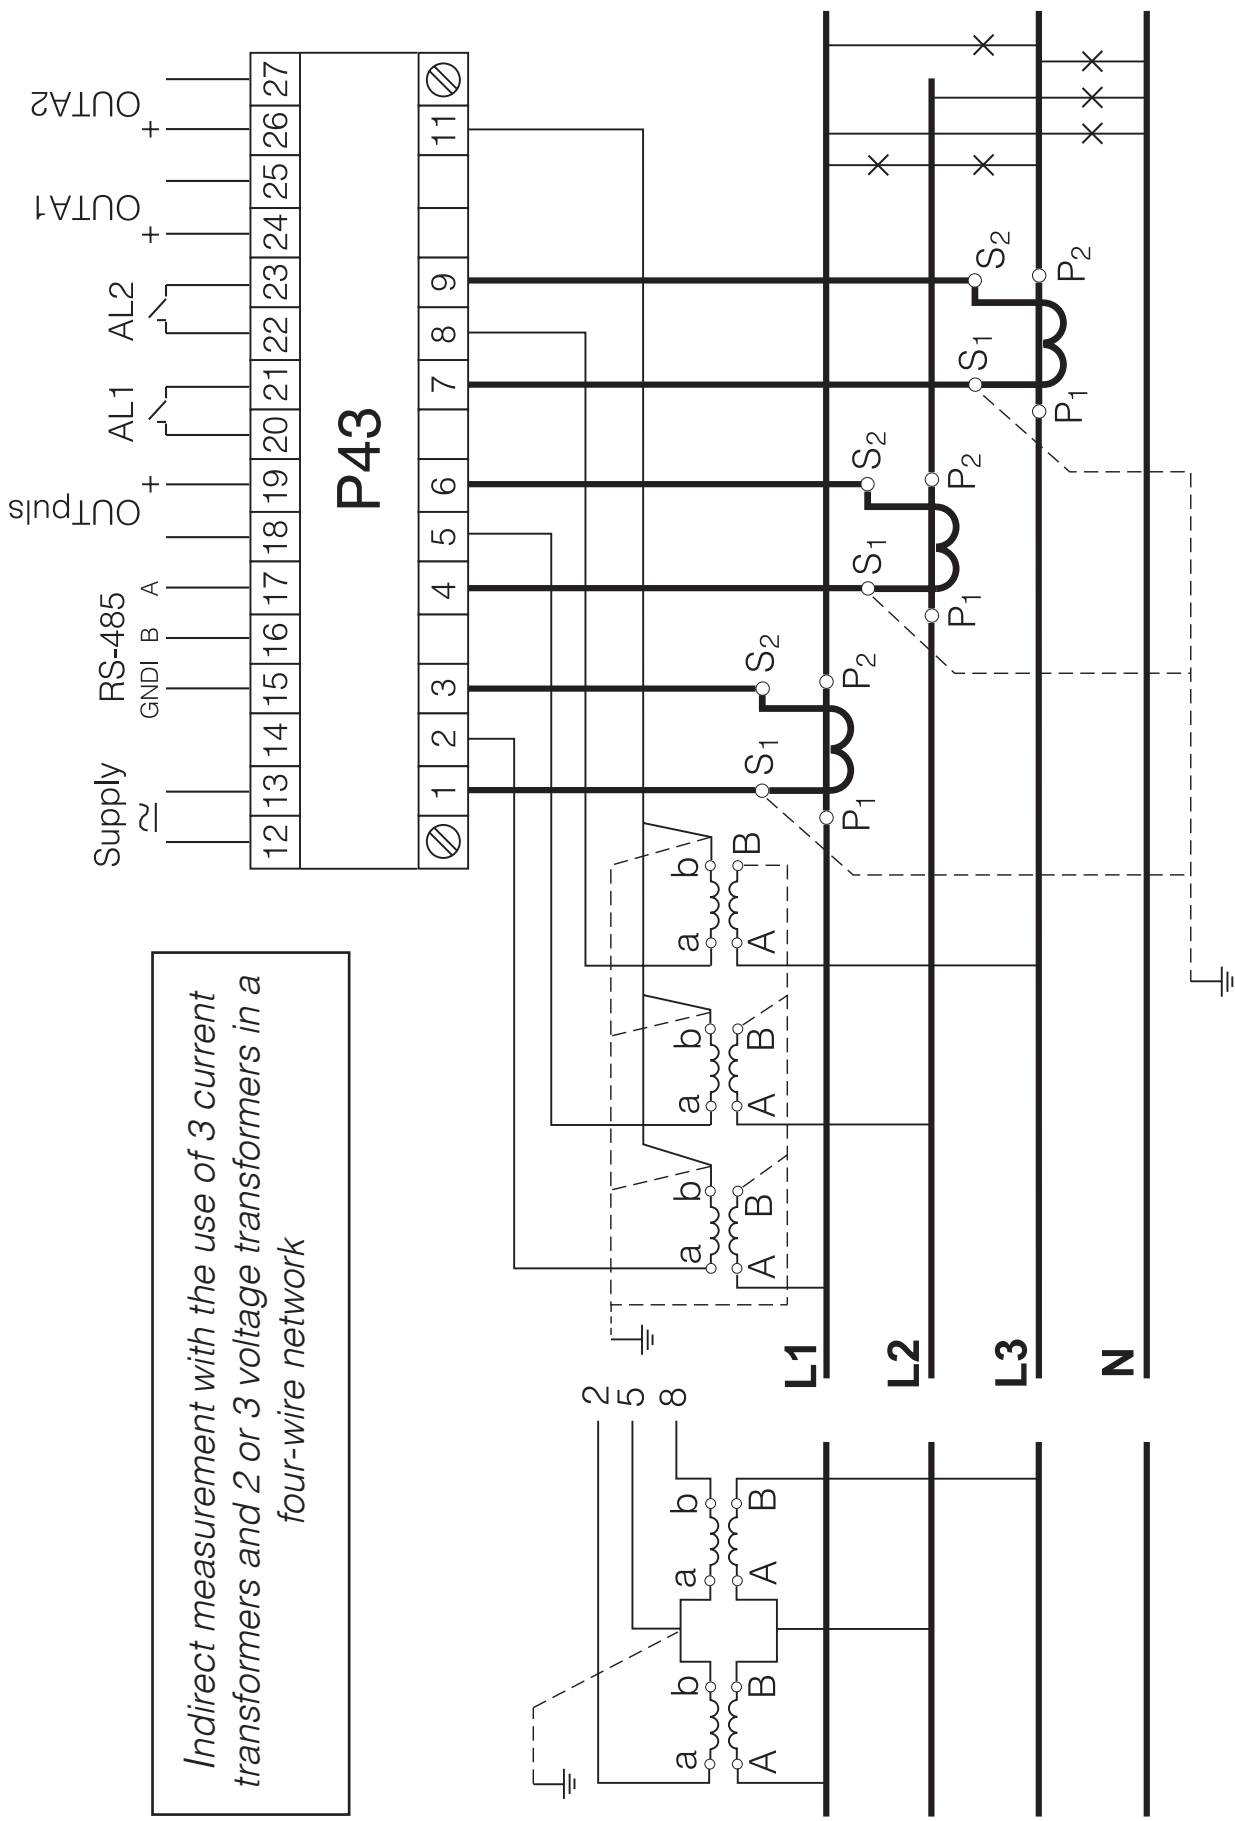 Indirect measurement with the use of 3 current
transformers and 2 or 3 voltage transformers in a
four-wire network
Supply
RS-485
GNDI B A
OUTpuls
+
AL1
AL2
OUTA1
+
OUTA2
+
12 13 14 15 16 17 18 19 20 21 22 23 24 25 26 27
P43
1 2 3 4 5 6 7 8 9 11
2
5
8
a b a b
A B A B
a b a b a b
A B A B A B
S1 S2
P1 P2
S1 S2
P1 P2
S1 S2
P1 P2
L1
L2
L3
N